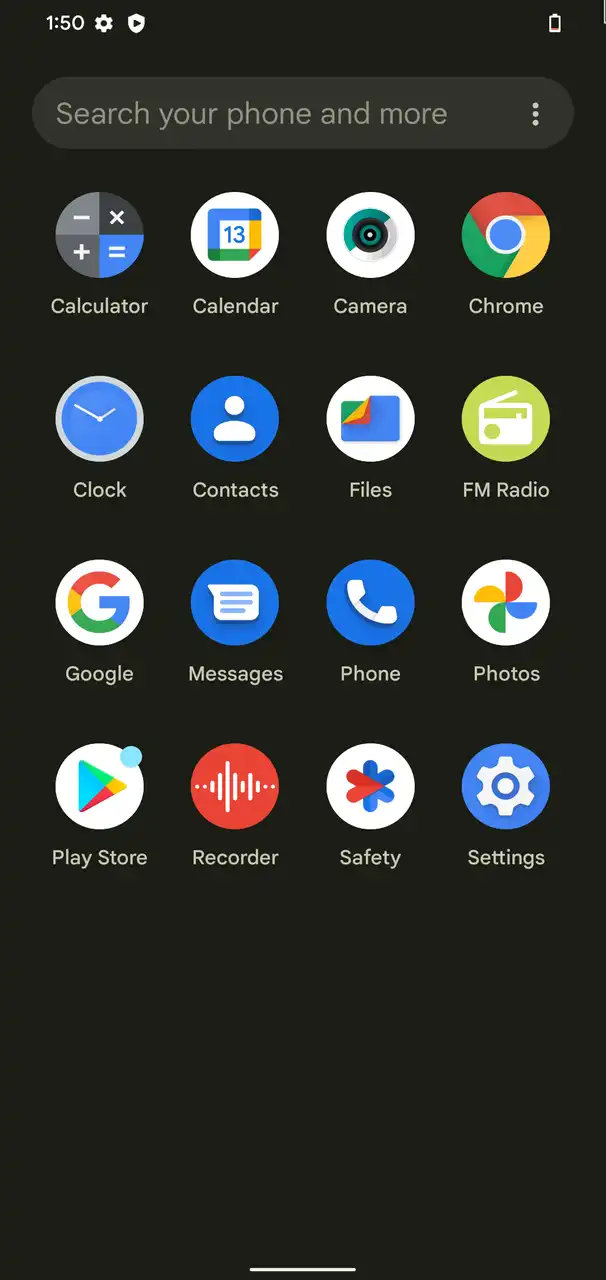 1:50
Search your phone and more
Calculator
13
Calendar
Camera
Chrome
Clock
Contacts
Files
FM Radio
Google
Messages
Phone
Photos
Play Store
Recorder
Safety
Settings